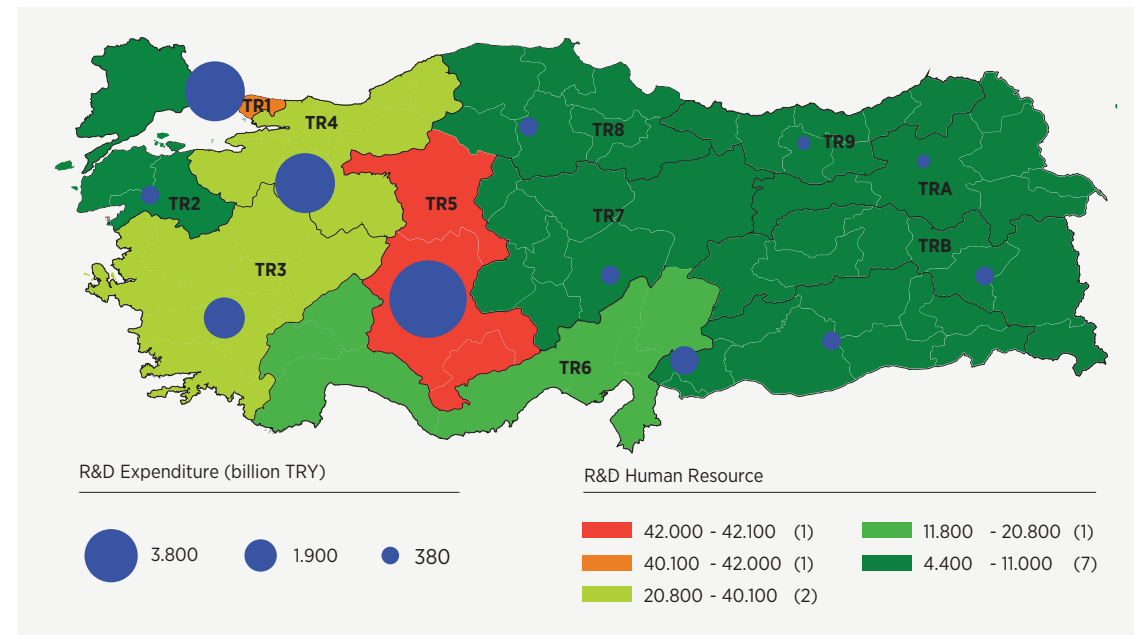 TR1
TR4
TR8
TR9
TRA
TR2
TR5
TR7
TRB
TR3
TR6
R&D Expenditure (billion TRY)
3.800
1.900
380
R&D Human Resource
42.000 - 42.100 (1)
40.100 - 42.000 (1)
20.800 - 40.100 (2)
11.800 - 20.800 (1)
4.400 - 11.000 (7)